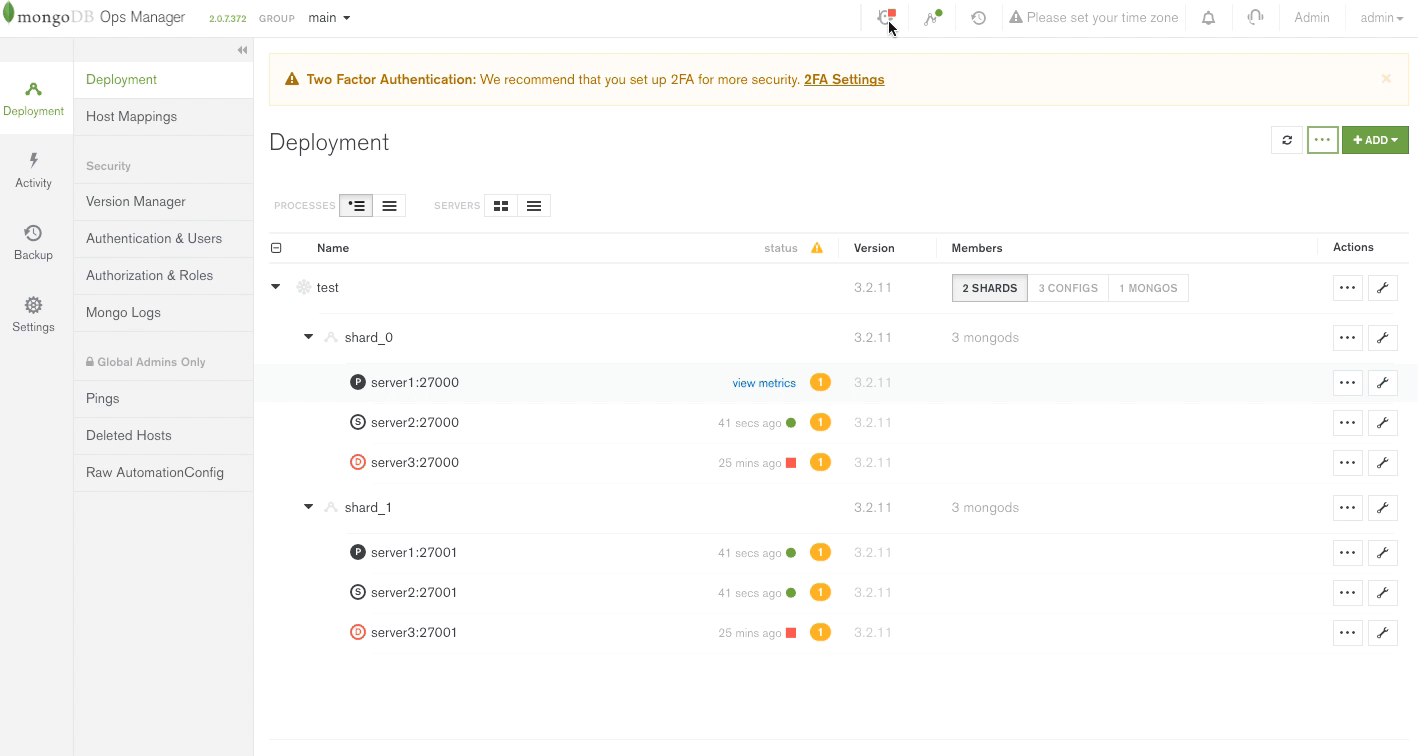 mongoDB Ops Manager 2.0.7.372 GROUP main Please set your time zone Admin admin
Deployment
Activity
Backup
Settings
Deployment
Host Mappings
Security
Version Manager
Authentication & Users
Authorization & Roles
Mongo Logs
Global Admins Only
Pings
Deleted Hosts
Raw AutomationConfig
Two Factor Authentication: We recommend that you set up 2FA for more security. 2FA Settings ×
Deployment
+ ADD
PROCESSES SERVERS
Name status Version Members Actions
test 3.2.11 2 SHARDS 3 CONFIGS 1 MONGOS
shard_0 3.2.11 3 mongods
P server1:27000 view metrics 1 3.2.11
S server2:27000 41 secs ago 1 3.2.11
D server3:27000 25 mins ago 1 3.2.11
shard_1 3.2.11 3 mongods
P server1:27001 41 secs ago 1 3.2.11
S server2:27001 41 secs ago 1 3.2.11
D server3:27001 25 mins ago 1 3.2.11